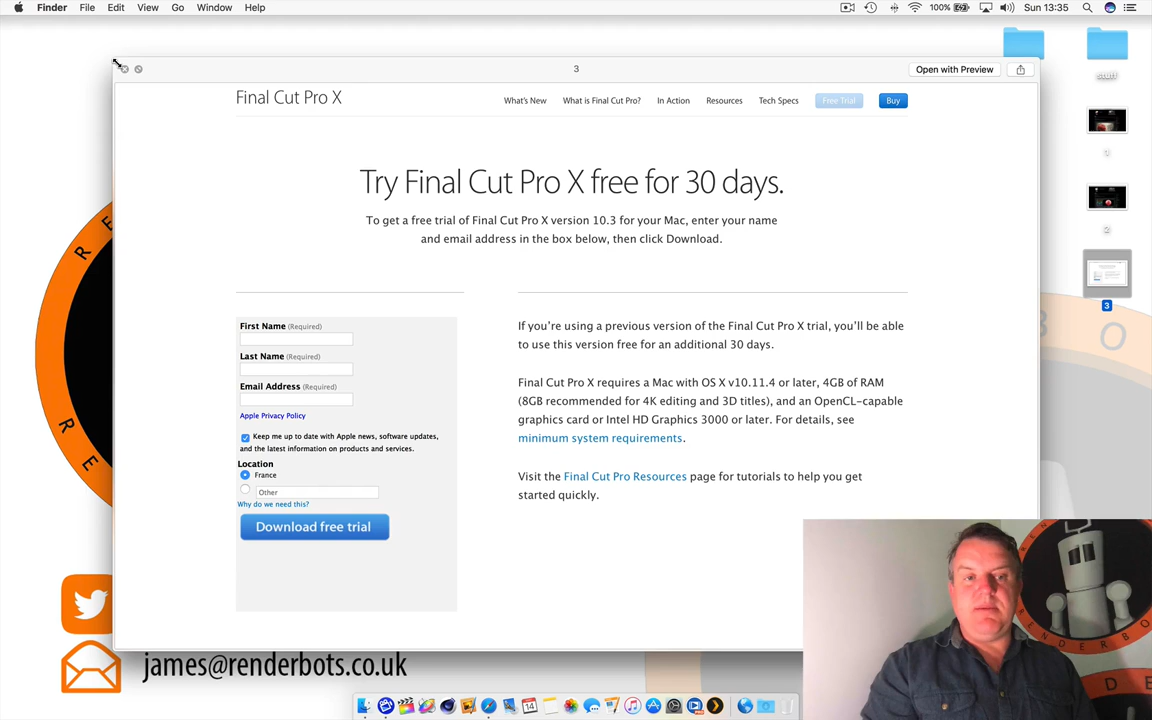 Finder File Edit View Go Window Help
100% Sun 13:35
3
Open with Preview
Final Cut Pro X
What's New What is Final Cut Pro? In Action Resources Tech Specs Free Trial Buy
Try Final Cut Pro X free for 30 days.
To get a free trial of Final Cut Pro X version 10.3 for your Mac, enter your name
and email address in the box below, then click Download.
First Name (Required)
Last Name (Required)
Email Address (Required)
Apple Privacy Policy
Keep me up to date with Apple news, software updates,
and the latest information on products and services.
Location
France
Other
Why do we need this?
Download free trial
If you're using a previous version of the Final Cut Pro X trial, you'll be able
to use this version free for an additional 30 days.
Final Cut Pro X requires a Mac with OS X v10.11.4 or later, 4GB of RAM
(8GB recommended for 4K editing and 3D titles), and an OpenCL-capable
graphics card or Intel HD Graphics 3000 or later. For details, see
minimum system requirements.
Visit the Final Cut Pro Resources page for tutorials to help you get
started quickly.
stuff
1
2
3
R E
R E
B O
james@renderbots.co.uk
14
RENDERBO
D E